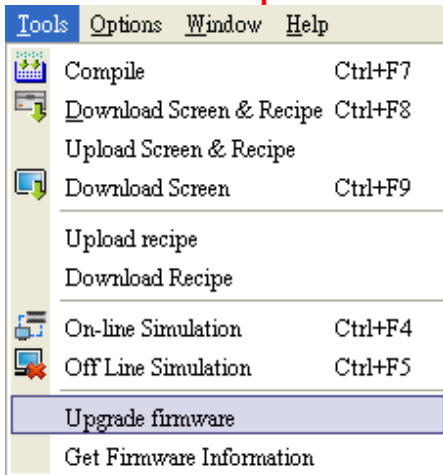 Tools Options Window Help
Compile Ctrl+F7
Download Screen & Recipe Ctrl+F8
Upload Screen & Recipe
Download Screen Ctrl+F9
Upload recipe
Download Recipe
On-line Simulation Ctrl+F4
Off Line Simulation Ctrl+F5
Upgrade firmware
Get Firmware Information